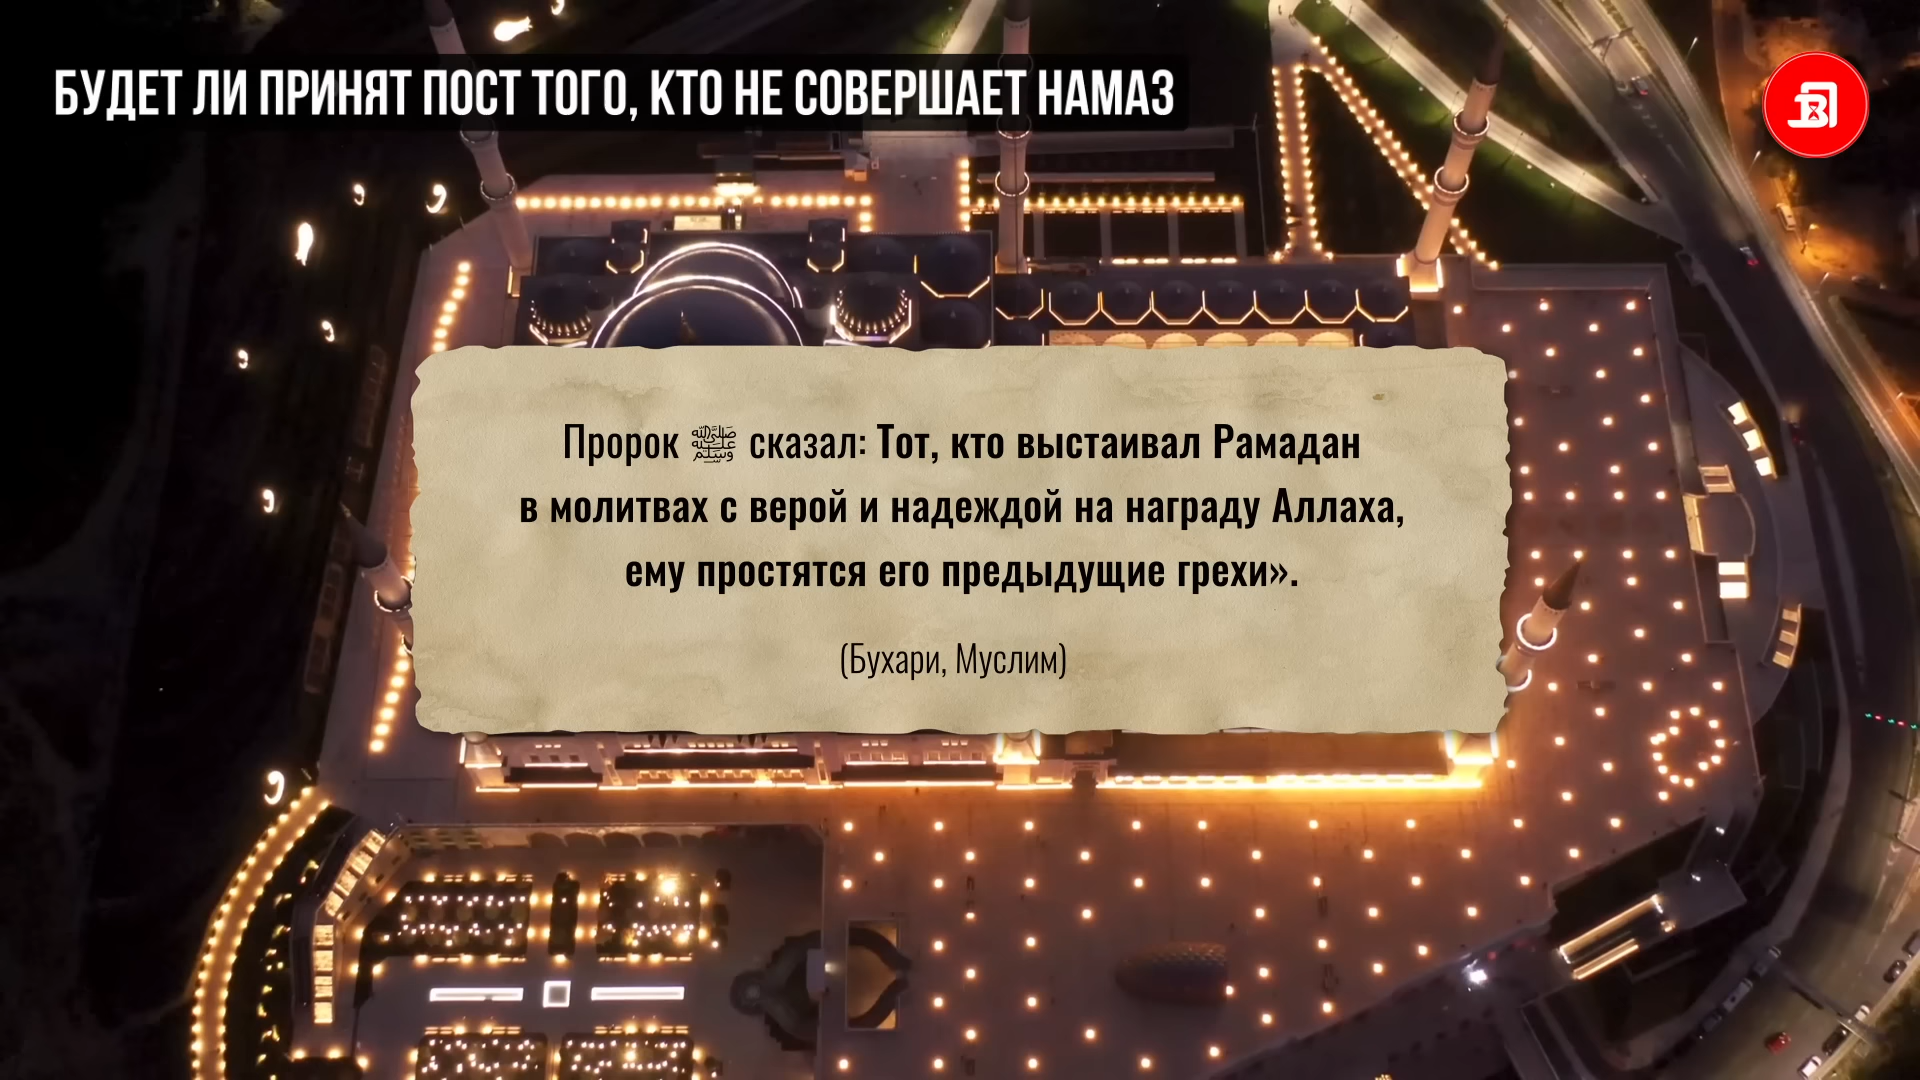 БУДЕТ ЛИ ПРИНЯТ ПОСТ ТОГО, КТО НЕ СОВЕРШАЕТ НАМАЗ
Пророк ﷺ сказал: Тот, кто выстаивал Рамадан
в молитвах с верой и надеждой на награду Аллаха,
ему простятся его предыдущие грехи».
(Бухари, Муслим)